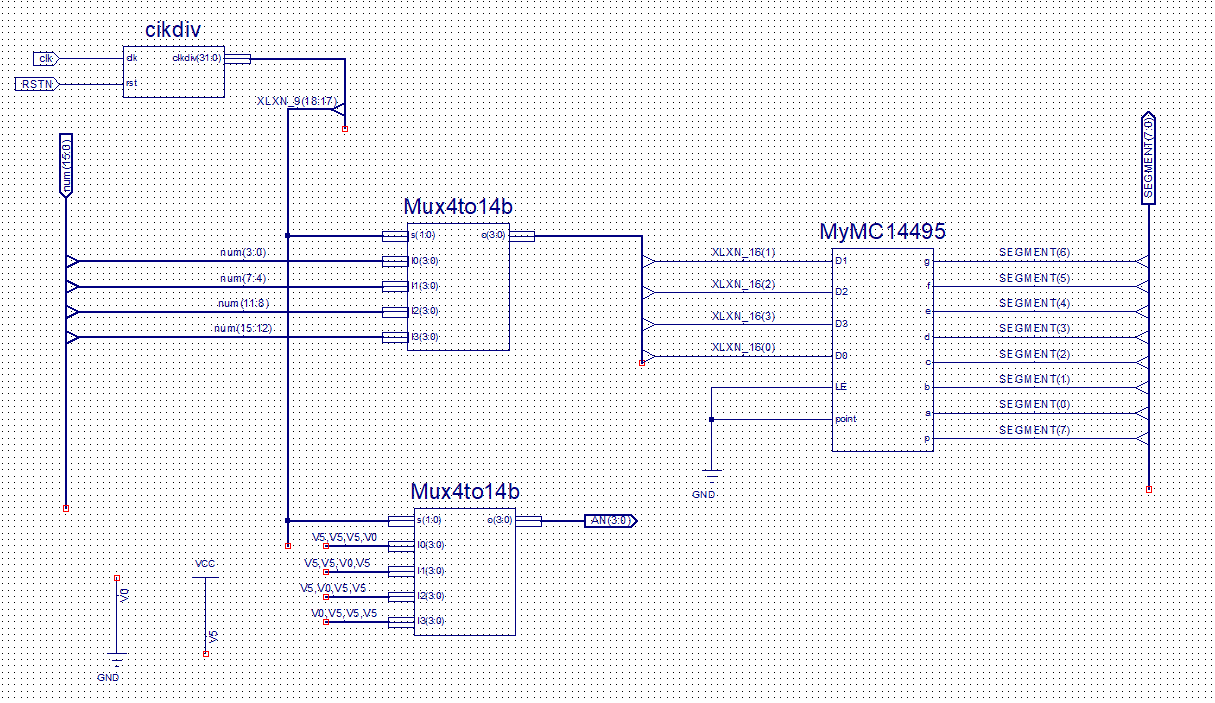 cikdiv
clk
clk
clkdiv(31:0)
RSTN
rst
XLXN_9(18:17)
num(15:0)
SEGMENT(7:0)
Mux4to14b
s(1:0)
o(3:0)
num(3:0)
I0(3:0)
num(7:4)
I1(3:0)
num(11:8)
I2(3:0)
num(15:12)
I3(3:0)
MyMC14495
XLXN_16(1)
D1
g
SEGMENT(6)
XLXN_16(2)
D2
f
SEGMENT(5)
e
SEGMENT(4)
XLXN_16(3)
D3
d
SEGMENT(3)
XLXN_16(0)
D0
c
SEGMENT(2)
LE
b
SEGMENT(1)
point
a
SEGMENT(0)
p
SEGMENT(7)
GND
Mux4to14b
s(1:0)
o(3:0)
AN(3:0)
V5,V5,V5,V0
I0(3:0)
V5,V5,V0,V5
I1(3:0)
V5,V0,V5,V5
I2(3:0)
V0,V5,V5,V5
I3(3:0)
VCC
V0
V5
GND